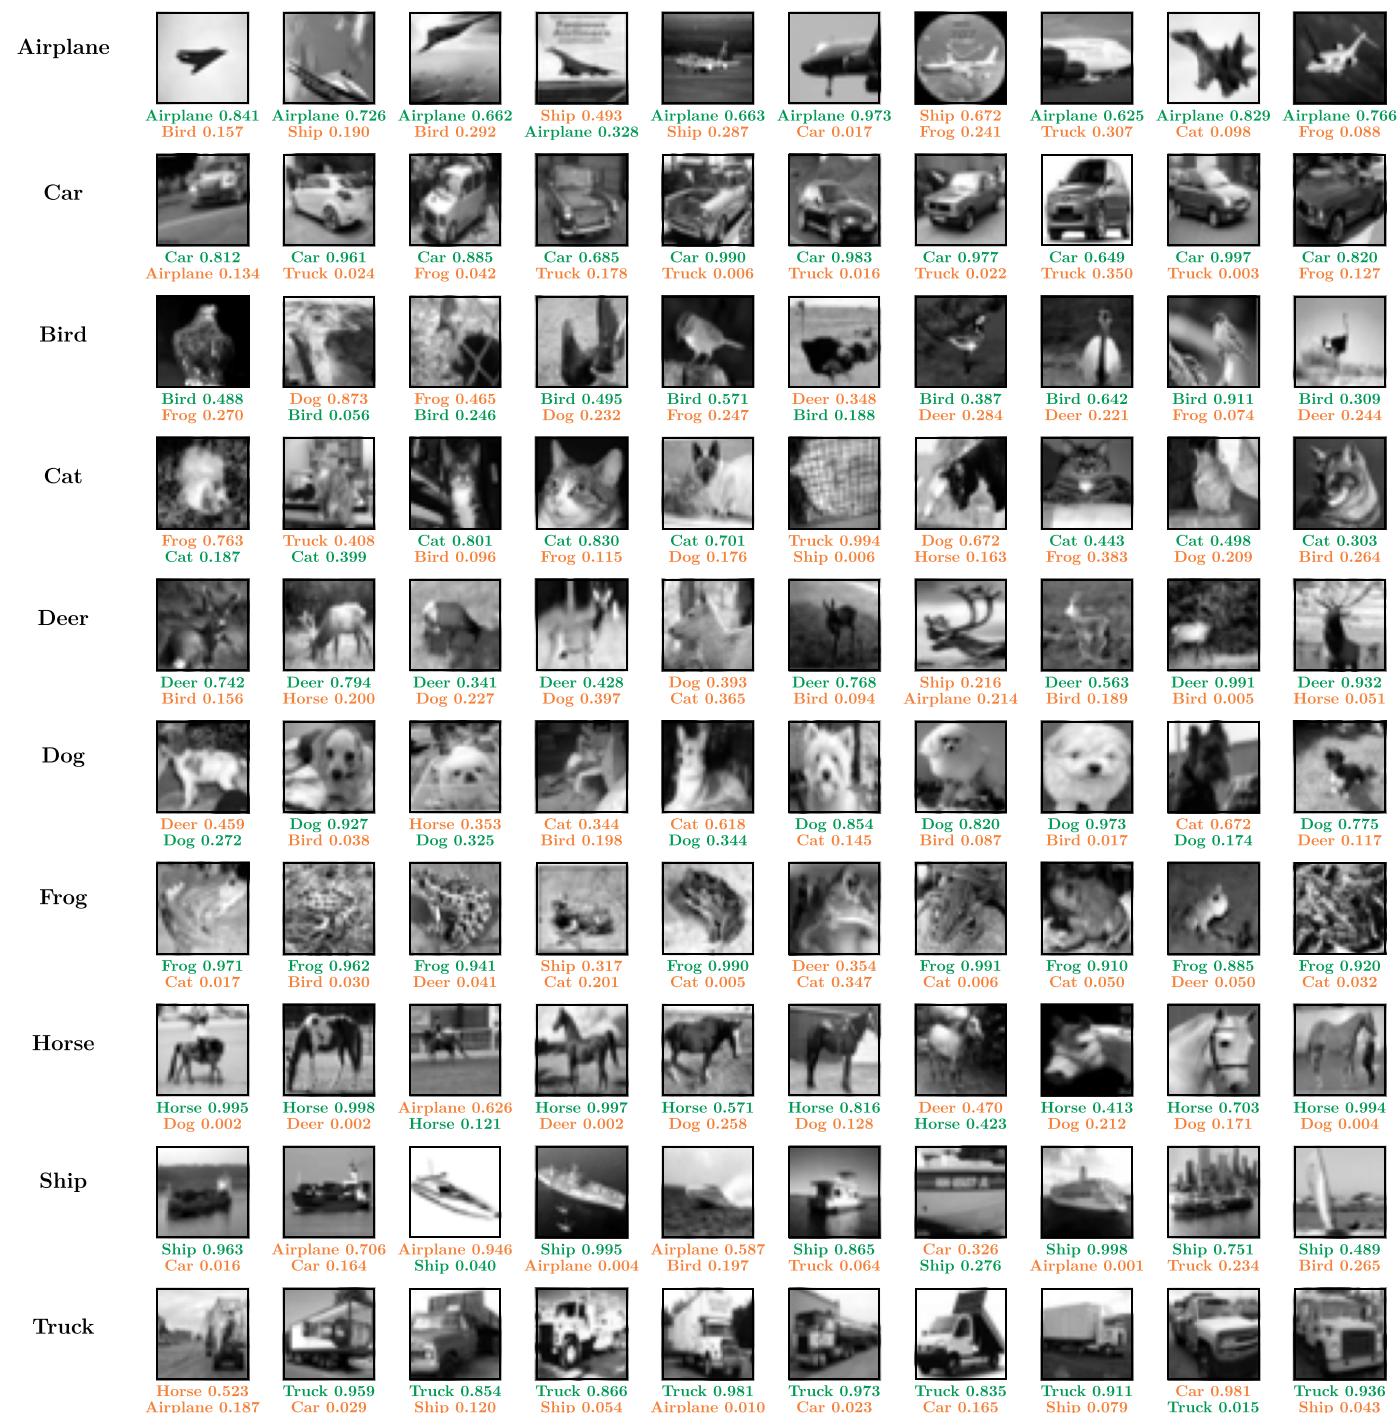 Airplane
Airplane 0.841 Airplane 0.726 Airplane 0.662 Ship 0.493 Airplane 0.663 Airplane 0.973 Ship 0.672 Airplane 0.625 Airplane 0.829 Airplane 0.766
Bird 0.157 Ship 0.190 Bird 0.292 Airplane 0.328 Ship 0.287 Car 0.017 Frog 0.241 Truck 0.307 Cat 0.098 Frog 0.088
Car
Car 0.812 Car 0.961 Car 0.885 Car 0.685 Car 0.990 Car 0.983 Car 0.977 Car 0.649 Car 0.997 Car 0.820
Airplane 0.134 Truck 0.024 Frog 0.042 Truck 0.178 Truck 0.006 Truck 0.016 Truck 0.022 Truck 0.350 Truck 0.003 Frog 0.127
Bird
Bird 0.488 Dog 0.873 Frog 0.465 Bird 0.495 Bird 0.571 Deer 0.348 Bird 0.387 Bird 0.642 Bird 0.911 Bird 0.309
Frog 0.270 Bird 0.056 Bird 0.246 Dog 0.232 Frog 0.247 Bird 0.188 Deer 0.284 Deer 0.221 Frog 0.074 Deer 0.244
Cat
Frog 0.763 Truck 0.408 Cat 0.801 Cat 0.830 Cat 0.701 Truck 0.994 Dog 0.672 Cat 0.443 Cat 0.498 Cat 0.303
Cat 0.187 Cat 0.399 Bird 0.096 Frog 0.115 Dog 0.176 Ship 0.006 Horse 0.163 Frog 0.383 Dog 0.209 Bird 0.264
Deer
Deer 0.742 Deer 0.794 Deer 0.341 Deer 0.428 Dog 0.393 Deer 0.768 Ship 0.216 Deer 0.563 Deer 0.991 Deer 0.932
Bird 0.156 Horse 0.200 Dog 0.227 Dog 0.397 Cat 0.365 Bird 0.094 Airplane 0.214 Bird 0.189 Bird 0.005 Horse 0.051
Dog
Deer 0.459 Dog 0.927 Horse 0.353 Cat 0.344 Cat 0.618 Dog 0.854 Dog 0.820 Dog 0.973 Cat 0.672 Dog 0.775
Dog 0.272 Bird 0.038 Dog 0.325 Bird 0.198 Dog 0.344 Cat 0.145 Bird 0.087 Bird 0.017 Dog 0.174 Deer 0.117
Frog
Frog 0.971 Frog 0.962 Frog 0.941 Ship 0.317 Frog 0.990 Deer 0.354 Frog 0.991 Frog 0.910 Frog 0.885 Frog 0.920
Cat 0.017 Bird 0.030 Deer 0.041 Cat 0.201 Cat 0.005 Cat 0.347 Cat 0.006 Cat 0.050 Deer 0.050 Cat 0.032
Horse
Horse 0.995 Horse 0.998 Airplane 0.626 Horse 0.997 Horse 0.571 Horse 0.816 Deer 0.470 Horse 0.413 Horse 0.703 Horse 0.994
Dog 0.002 Deer 0.002 Horse 0.121 Deer 0.002 Dog 0.258 Dog 0.128 Horse 0.423 Dog 0.212 Dog 0.171 Dog 0.004
Ship
Ship 0.963 Airplane 0.706 Airplane 0.946 Ship 0.995 Airplane 0.587 Ship 0.865 Car 0.326 Ship 0.998 Ship 0.751 Ship 0.489
Car 0.016 Car 0.164 Ship 0.040 Airplane 0.004 Bird 0.197 Truck 0.064 Ship 0.276 Airplane 0.001 Truck 0.234 Bird 0.265
Truck
Horse 0.523 Truck 0.959 Truck 0.854 Truck 0.866 Truck 0.981 Truck 0.973 Truck 0.835 Truck 0.911 Car 0.981 Truck 0.936
Airplane 0.187 Car 0.029 Ship 0.120 Ship 0.054 Airplane 0.010 Car 0.023 Car 0.165 Ship 0.079 Truck 0.015 Ship 0.043